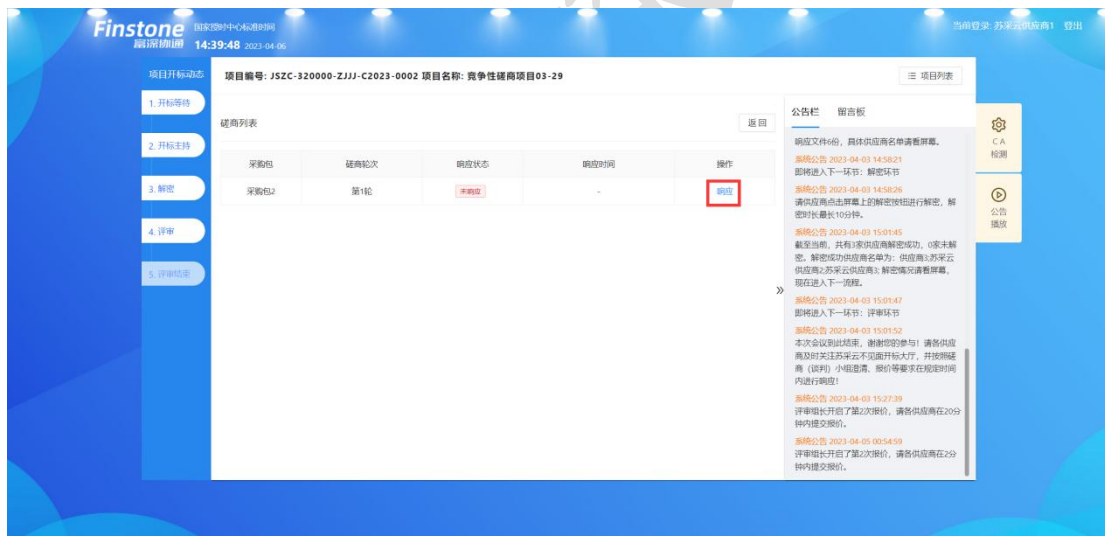 Finstone
富深协通
国家授时中心标准时间
14:39:48 2023-04-06
当前登录: 苏采云供应商1 登出
项目开标动态
1. 开标等待
2. 开标主持
3. 解密
4. 评审
5. 评审结束
项目编号: JSZC-320000-ZJJJ-C2023-0002 项目名称: 竞争性磋商项目03-29
项目列表
磋商列表
返回
采购包 磋商轮次 响应状态 响应时间 操作
采购包2 第1轮 未响应 - 响应
»
公告栏 留言板
响应文件6份，具体供应商名单请看屏幕。
系统公告 2023-04-03 14:58:21
即将进入下一环节：解密环节
系统公告 2023-04-03 14:58:26
请供应商点击屏幕上的解密按钮进行解密，解
密时长最长10分钟。
系统公告 2023-04-03 15:01:45
截至当前，共有3家供应商解密成功，0家未解
密。解密成功供应商名单为：供应商3;苏采云
供应商2;苏采云供应商3; 解密情况请看屏幕，
现在进入下一流程。
系统公告 2023-04-03 15:01:47
即将进入下一环节：评审环节
系统公告 2023-04-03 15:01:52
本次会议到此结束，谢谢您的参与！请各供应
商及时关注苏采云不见面开标大厅，并按照磋
商（谈判）小组澄清、报价等要求在规定时间
内进行响应！
系统公告 2023-04-03 15:27:39
评审组长开启了第2次报价，请各供应商在20分
钟内提交报价。
系统公告 2023-04-05 00:54:59
评审组长开启了第2次报价，请各供应商在2分
钟内提交报价。
CA
检测
公告
播放